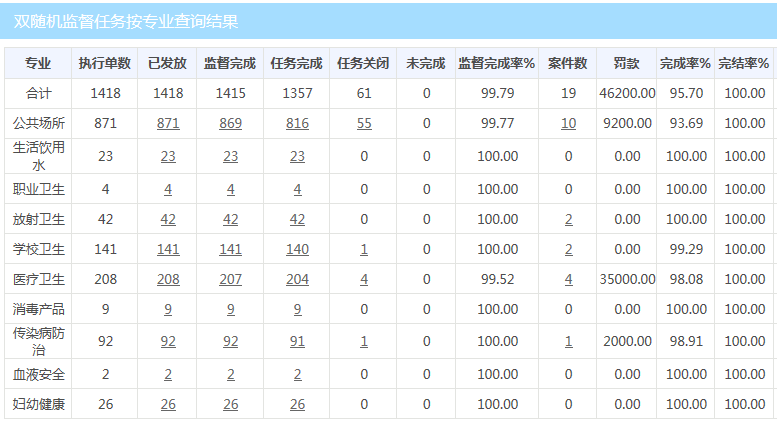 双随机监督任务按专业查询结果
专业 执行单数 已发放 监督完成 任务完成 任务关闭 未完成 监督完成率% 案件数 罚款 完成率% 完结率%
合计 1418 1418 1415 1357 61 0 99.79 19 46200.00 95.70 100.00
公共场所 871 871 869 816 55 0 99.77 10 9200.00 93.69 100.00
生活饮用
水 23 23 23 23 0 0 100.00 0 0.00 100.00 100.00
职业卫生 4 4 4 4 0 0 100.00 0 0.00 100.00 100.00
放射卫生 42 42 42 42 0 0 100.00 2 0.00 100.00 100.00
学校卫生 141 141 141 140 1 0 100.00 2 0.00 99.29 100.00
医疗卫生 208 208 207 204 4 0 99.52 4 35000.00 98.08 100.00
消毒产品 9 9 9 9 0 0 100.00 0 0.00 100.00 100.00
传染病防
治 92 92 92 91 1 0 100.00 1 2000.00 98.91 100.00
血液安全 2 2 2 2 0 0 100.00 0 0.00 100.00 100.00
妇幼健康 26 26 26 26 0 0 100.00 0 0.00 100.00 100.00